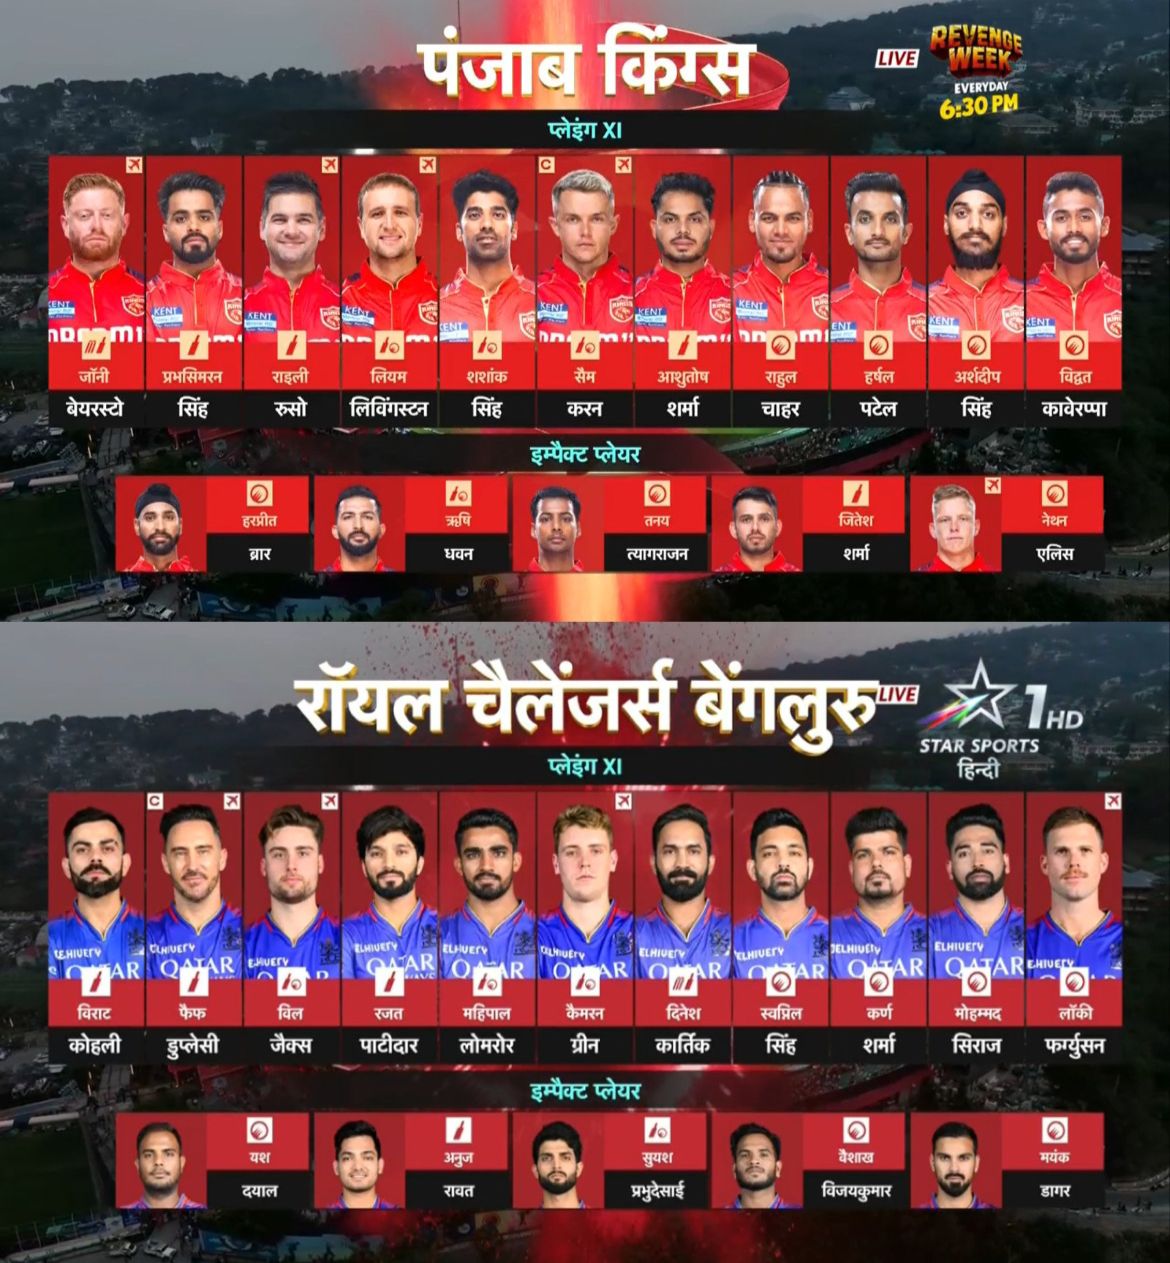 पंजाब किंग्स
LIVE
REVENGE
WEEK
EVERYDAY
6:30 PM
प्लेइंग XI
C
जॉनी प्रभसिमरन राइली लियम शशांक सैम आशुतोष राहुल हर्षल अर्शदीप विद्वत
बेयरस्टो सिंह रुसो लिविंगस्टन सिंह करन शर्मा चाहर पटेल सिंह कावेरप्पा
इम्पैक्ट प्लेयर
हरप्रीत ऋषि तनय जितेश नेथन
ब्रार धवन त्यागराजन शर्मा एलिस
रॉयल चैलेंजर्स बेंगलुरु
LIVE
1 HD
STAR SPORTS
हिन्दी
प्लेइंग XI
C
विराट फैफ विल रजत महिपाल कैमरन दिनेश स्वप्निल कर्ण मोहम्मद लॉकी
कोहली डुप्लेसी जैक्स पाटीदार लोमरोर ग्रीन कार्तिक सिंह शर्मा सिराज फर्ग्युसन
इम्पैक्ट प्लेयर
यश अनुज सुयश वैशाख मयंक
दयाल रावत प्रभुदेसाई विजयकुमार डागर